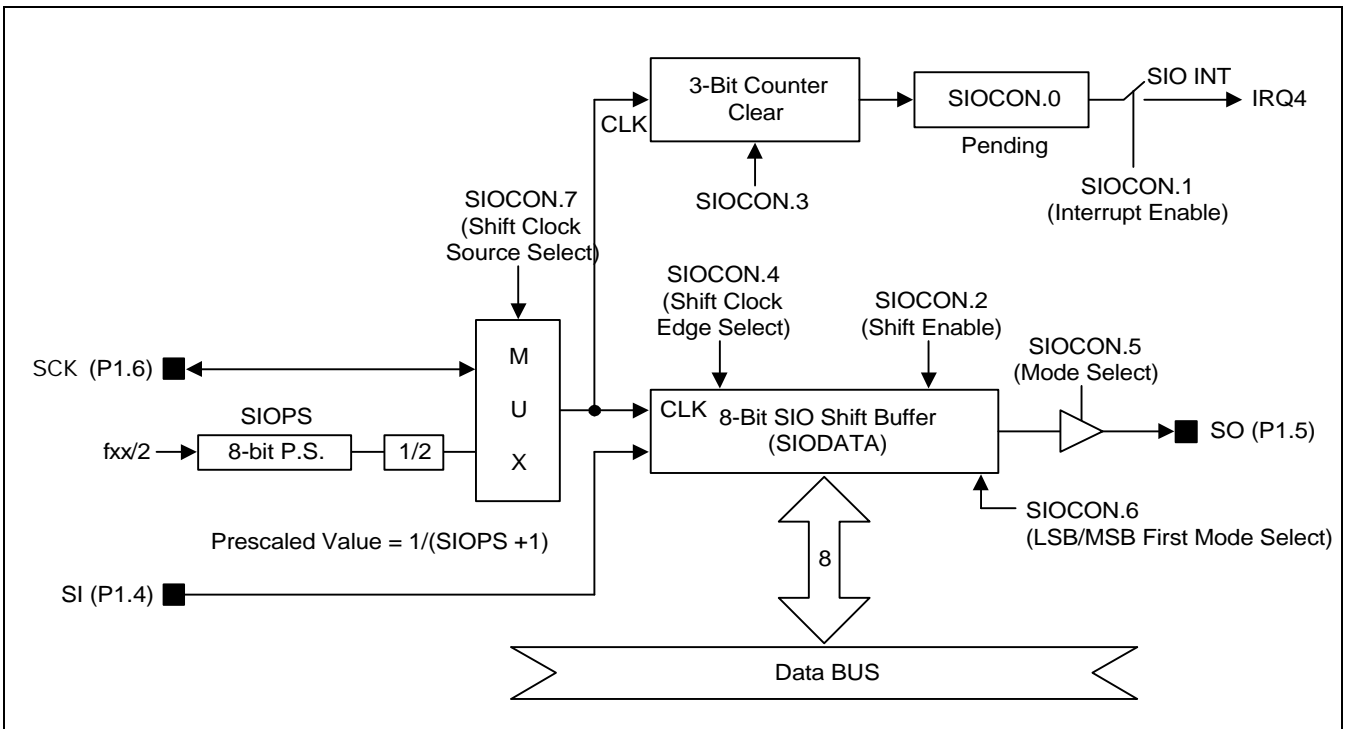 3-Bit Counter
Clear
CLK
SIOCON.0
Pending
SIO INT
IRQ4
SIOCON.3
SIOCON.1
(Interrupt Enable)
SIOCON.7
(Shift Clock
Source Select)
SIOCON.4
(Shift Clock
Edge Select)
SIOCON.2
(Shift Enable)
SIOCON.5
(Mode Select)
SCK (P1.6)
M
U
X
SIOPS
fxx/2
8-bit P.S.
1/2
CLK
8-Bit SIO Shift Buffer
(SIODATA)
SO (P1.5)
SIOCON.6
(LSB/MSB First Mode Select)
Prescaled Value = 1/(SIOPS +1)
8
SI (P1.4)
Data BUS